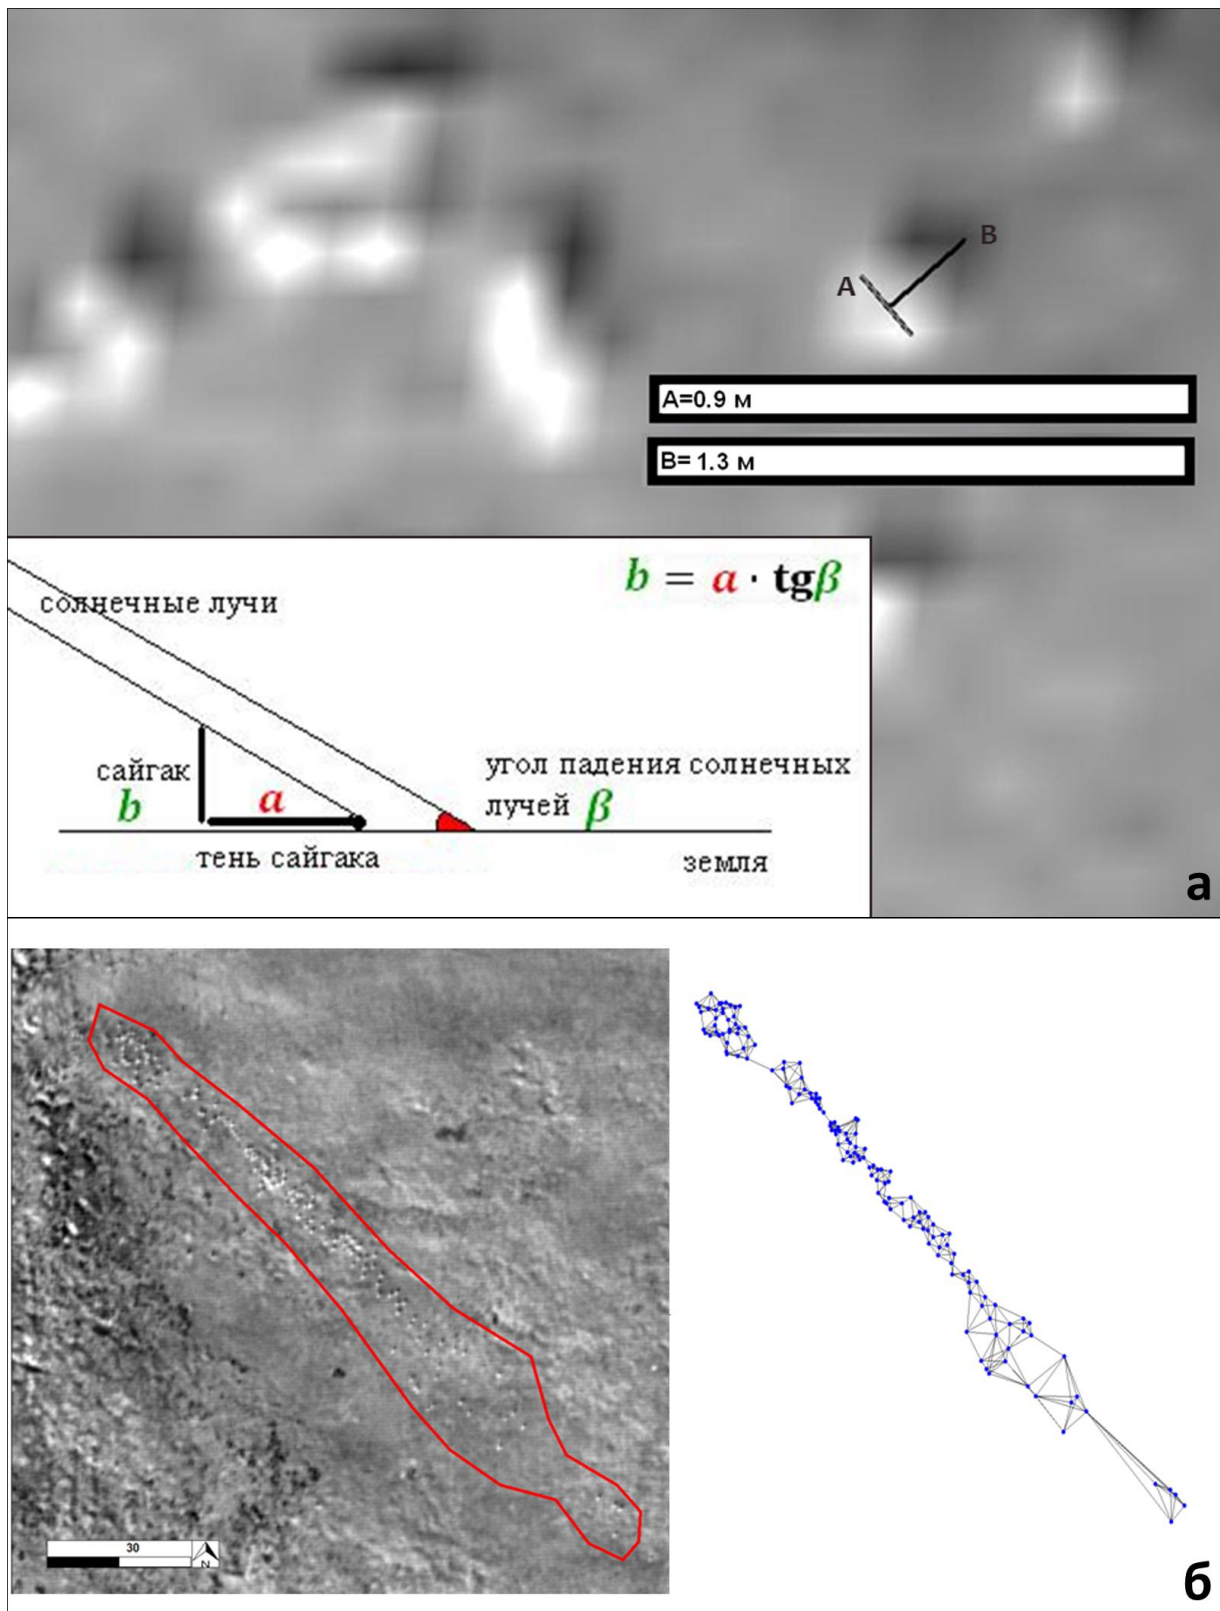 B
A
A=0.9 м
B= 1.3 м
b = a · tgβ
солнечные лучи
сайгак
b
a
угол падения солнечных
лучей β
тень сайгака
земля
а
30
N
б